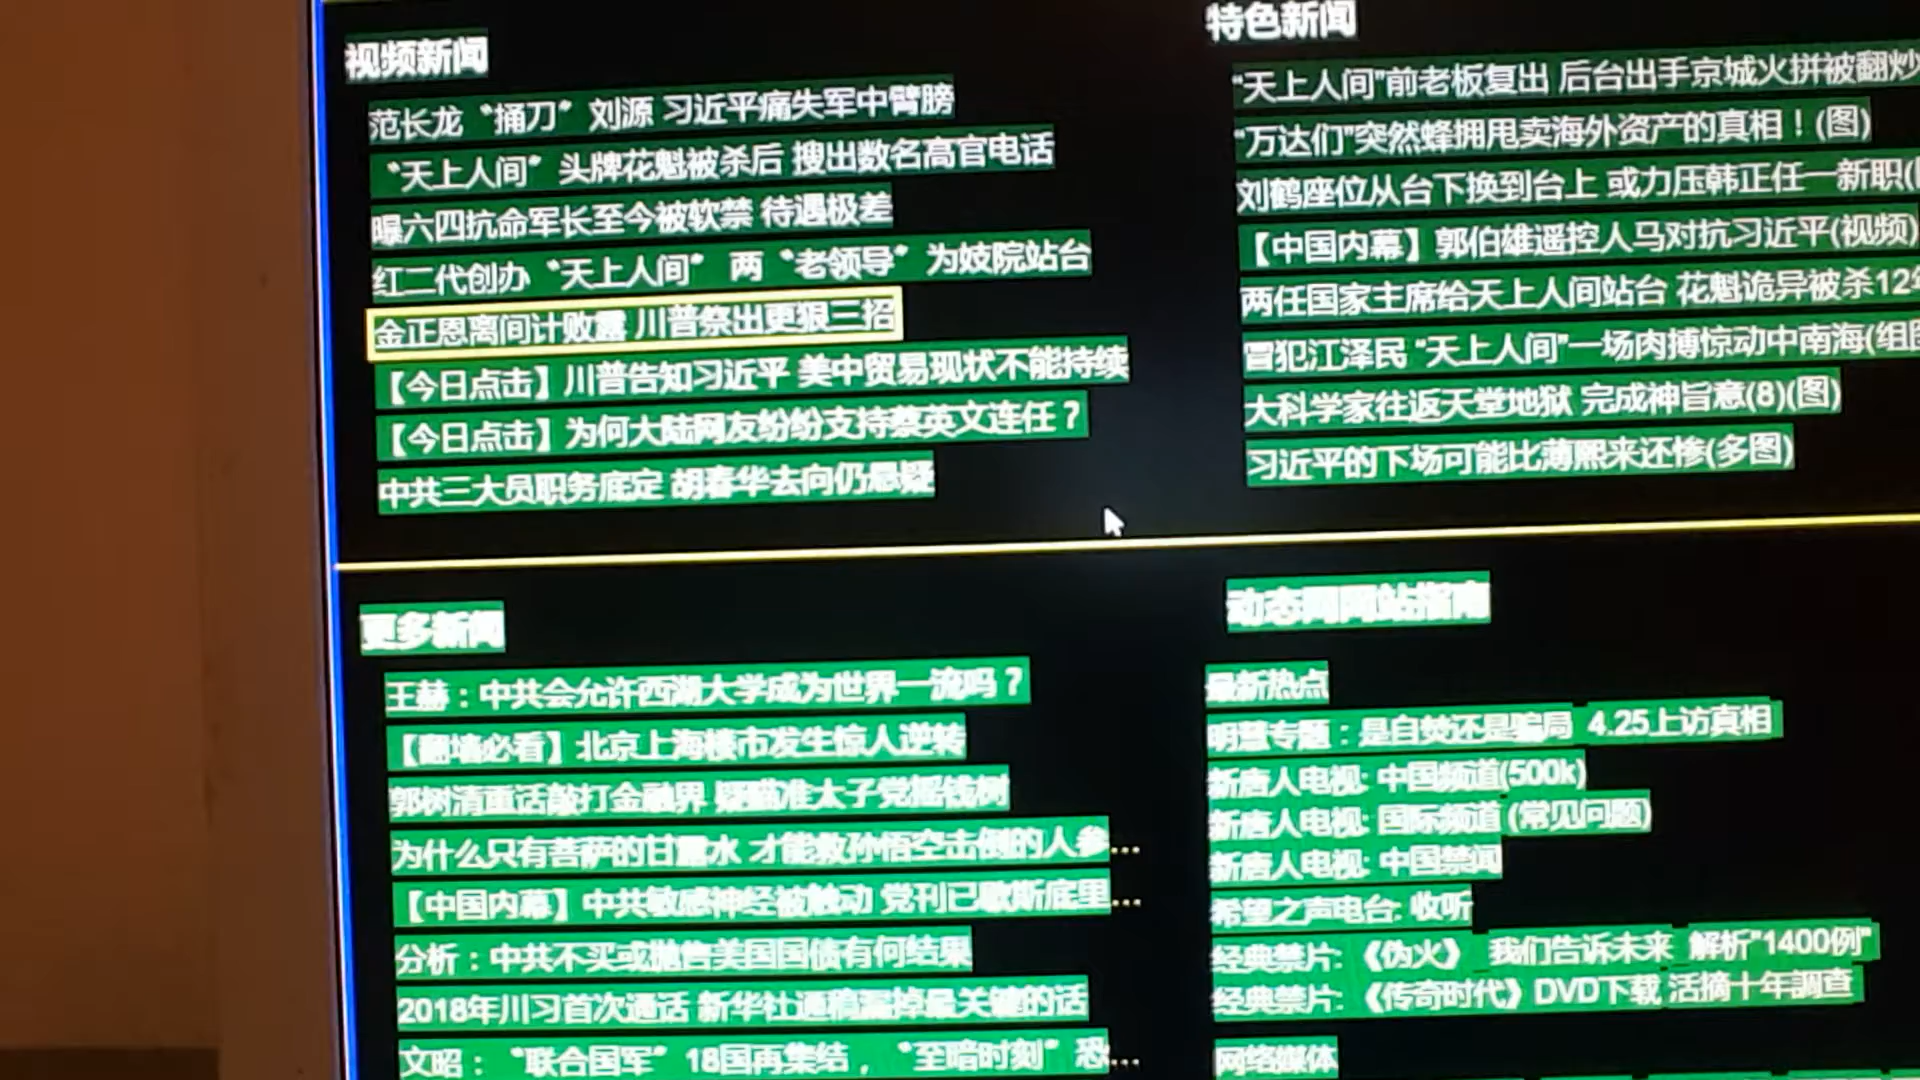 视频新闻
范长龙“捅刀”刘源 习近平痛失军中臂膀
“天上人间”头牌花魁被杀后 搜出数名高官电话
曝六四抗命军长至今被软禁 待遇极差
红二代创办“天上人间” 两“老领导”为妓院站台
金正恩离间计败露 川普祭出更狠三招
【今日点击】川普告知习近平 美中贸易现状不能持续
【今日点击】为何大陆网友纷纷支持蔡英文连任？
中共三大员职务底定 胡春华去向仍悬疑
特色新闻
“天上人间”前老板复出 后台出手京城火拼被翻炒
“万达们”突然蜂拥甩卖海外资产的真相！(图)
刘鹤座位从台下换到台上 或力压韩正任一新职(
【中国内幕】郭伯雄遥控人马对抗习近平(视频)
两任国家主席给天上人间站台 花魁诡异被杀12年
冒犯江泽民 “天上人间”一场肉搏惊动中南海(组图
大科学家往返天堂地狱 完成神旨意(8)(图)
习近平的下场可能比薄熙来还惨(多图)
更多新闻
王赫：中共会允许西湖大学成为世界一流吗？
【翻墙必看】北京上海楼市发生惊人逆转
郭树清重话敲打金融界 疑瞄准太子党摇钱树
为什么只有菩萨的甘露水 才能救孙悟空击倒的人参...
【中国内幕】中共敏感神经被触动 党刊已歇斯底里...
分析：中共不买或抛售美国国债有何结果
2018年川习首次通话 新华社通稿漏掉最关键的话
文昭：“联合国军”18国再集结，“至暗时刻”恐...
动态网网站指南
最新热点
明慧专题：是自焚还是骗局 4.25上访真相
新唐人电视: 中国频道(500k)
新唐人电视: 国际频道 (常见问题)
新唐人电视: 中国禁闻
希望之声电台: 收听
经典禁片: 《伪火》 我们告诉未来 解析"1400例"
经典禁片: 《传奇时代》DVD下载 活摘十年調查
网络媒体